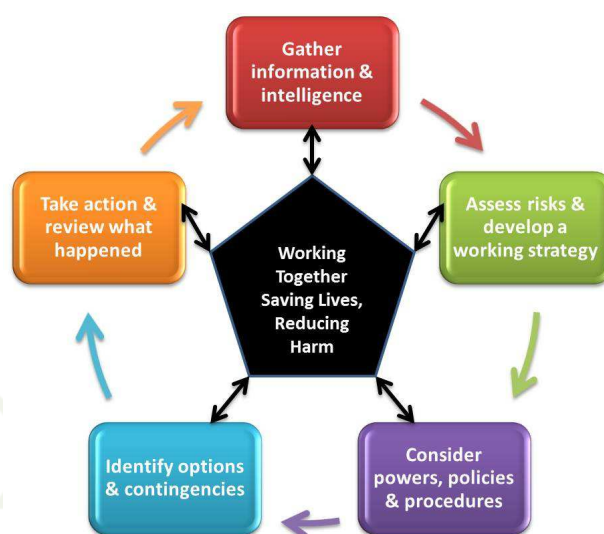 Gather
information &
intelligence
Assess risks &
develop a
working strategy
Consider
powers, policies
& procedures
Identify options
& contingencies
Take action &
review what
happened
Working
Together
Saving Lives,
Reducing
Harm